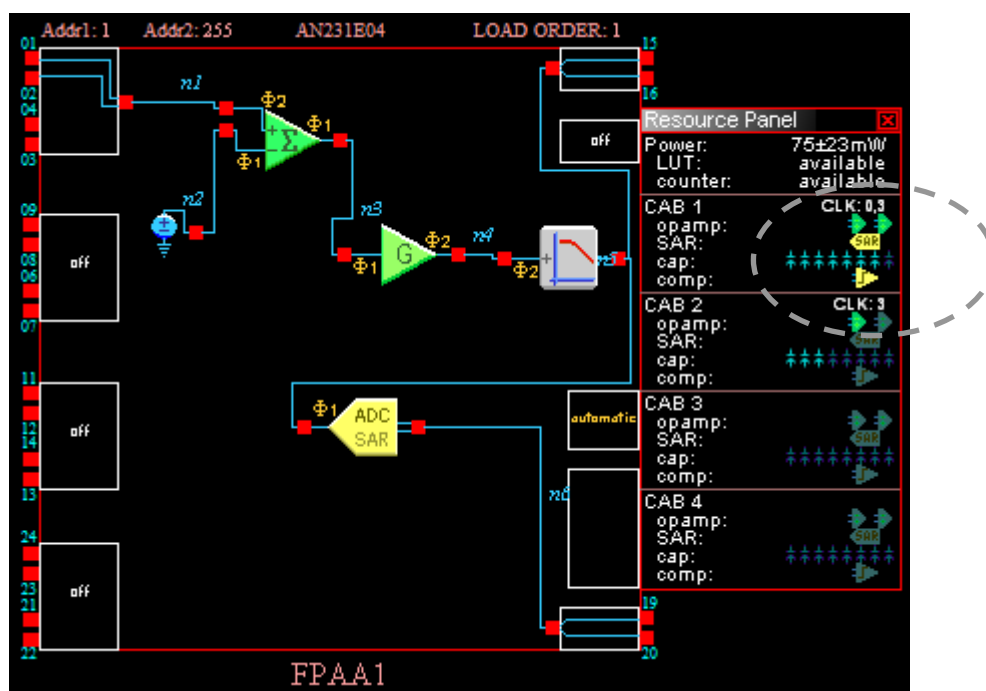 Addr1: 1 Addr2: 255 AN231E04 LOAD ORDER: 1
01
15
02
16
04
03
n1
Φ2
Σ
Φ1
+
−
Φ1
off
Resource Panel
Power: 75±23mW
LUT: available
counter: available
09
n2
n3
08
off
06
07
Φ1
G
Φ2
n4
Φ2
+
CAB 1 CLK: 0,3
opamp:
SAR: SAR
cap:
comp:
CAB 2 CLK: 3
opamp:
SAR: SAR
cap:
comp:
11
12
off
14
13
Φ1
ADC
SAR
automatic
n6
CAB 3
opamp:
SAR: SAR
cap:
comp:
CAB 4
opamp:
SAR: SAR
cap:
comp:
24
23
off
21
22
19
20
FPAA1